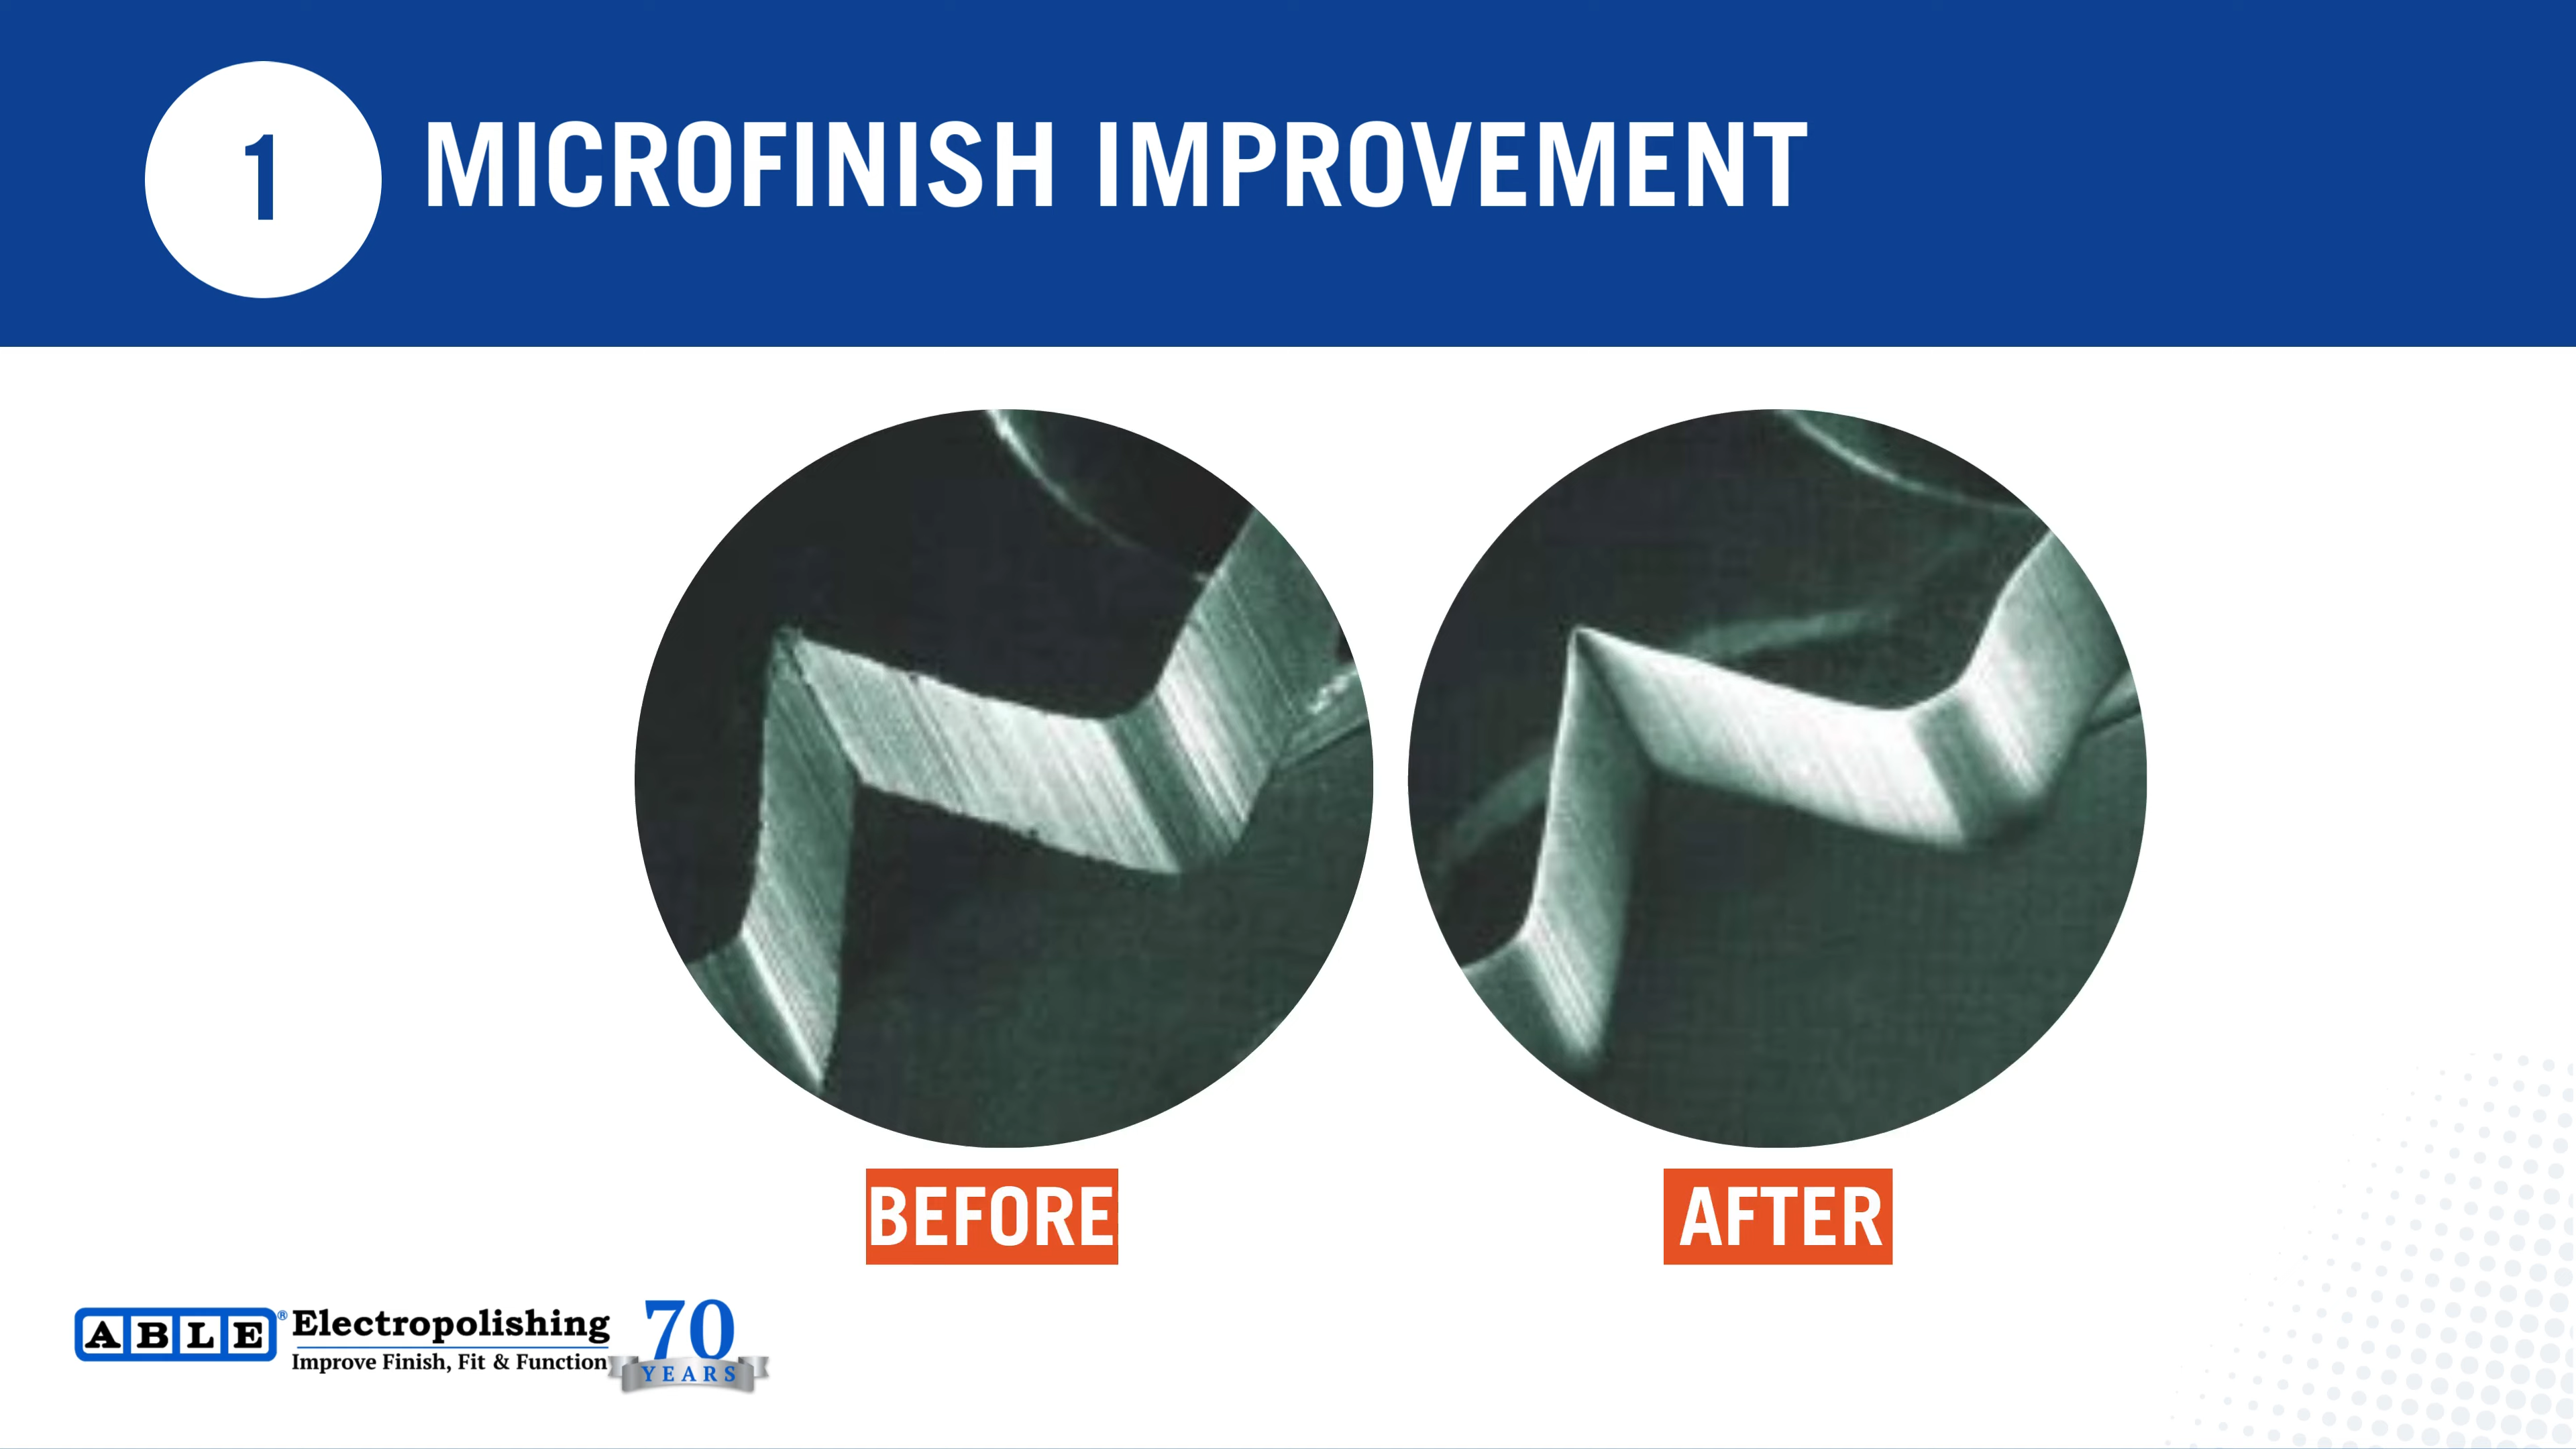 1
MICROFINISH IMPROVEMENT
BEFORE
AFTER
ABLE® Electropolishing
Improve Finish, Fit & Function
70
YEARS